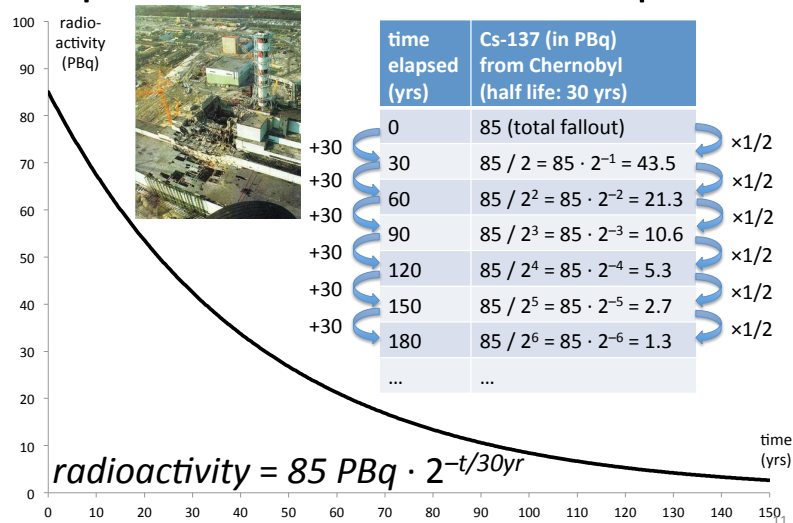 100
90
80
70
60
50
40
30
20
10
0
radio-
activity
(PBq)
time
elapsed
(yrs)
Cs-137 (in PBq)
from Chernobyl
(half life: 30 yrs)
0
85 (total fallout)
30
85 / 2 = 85 · 2⁻¹ = 43.5
60
85 / 2² = 85 · 2⁻² = 21.3
90
85 / 2³ = 85 · 2⁻³ = 10.6
120
85 / 2⁴ = 85 · 2⁻⁴ = 5.3
150
85 / 2⁵ = 85 · 2⁻⁵ = 2.7
180
85 / 2⁶ = 85 · 2⁻⁶ = 1.3
...
...
+30
+30
+30
+30
+30
+30
×1/2
×1/2
×1/2
×1/2
×1/2
×1/2
radioactivity = 85 PBq · 2^–t/30yr
time
(yrs)
0 10 20 30 40 50 60 70 80 90 100 110 120 130 140 150
11